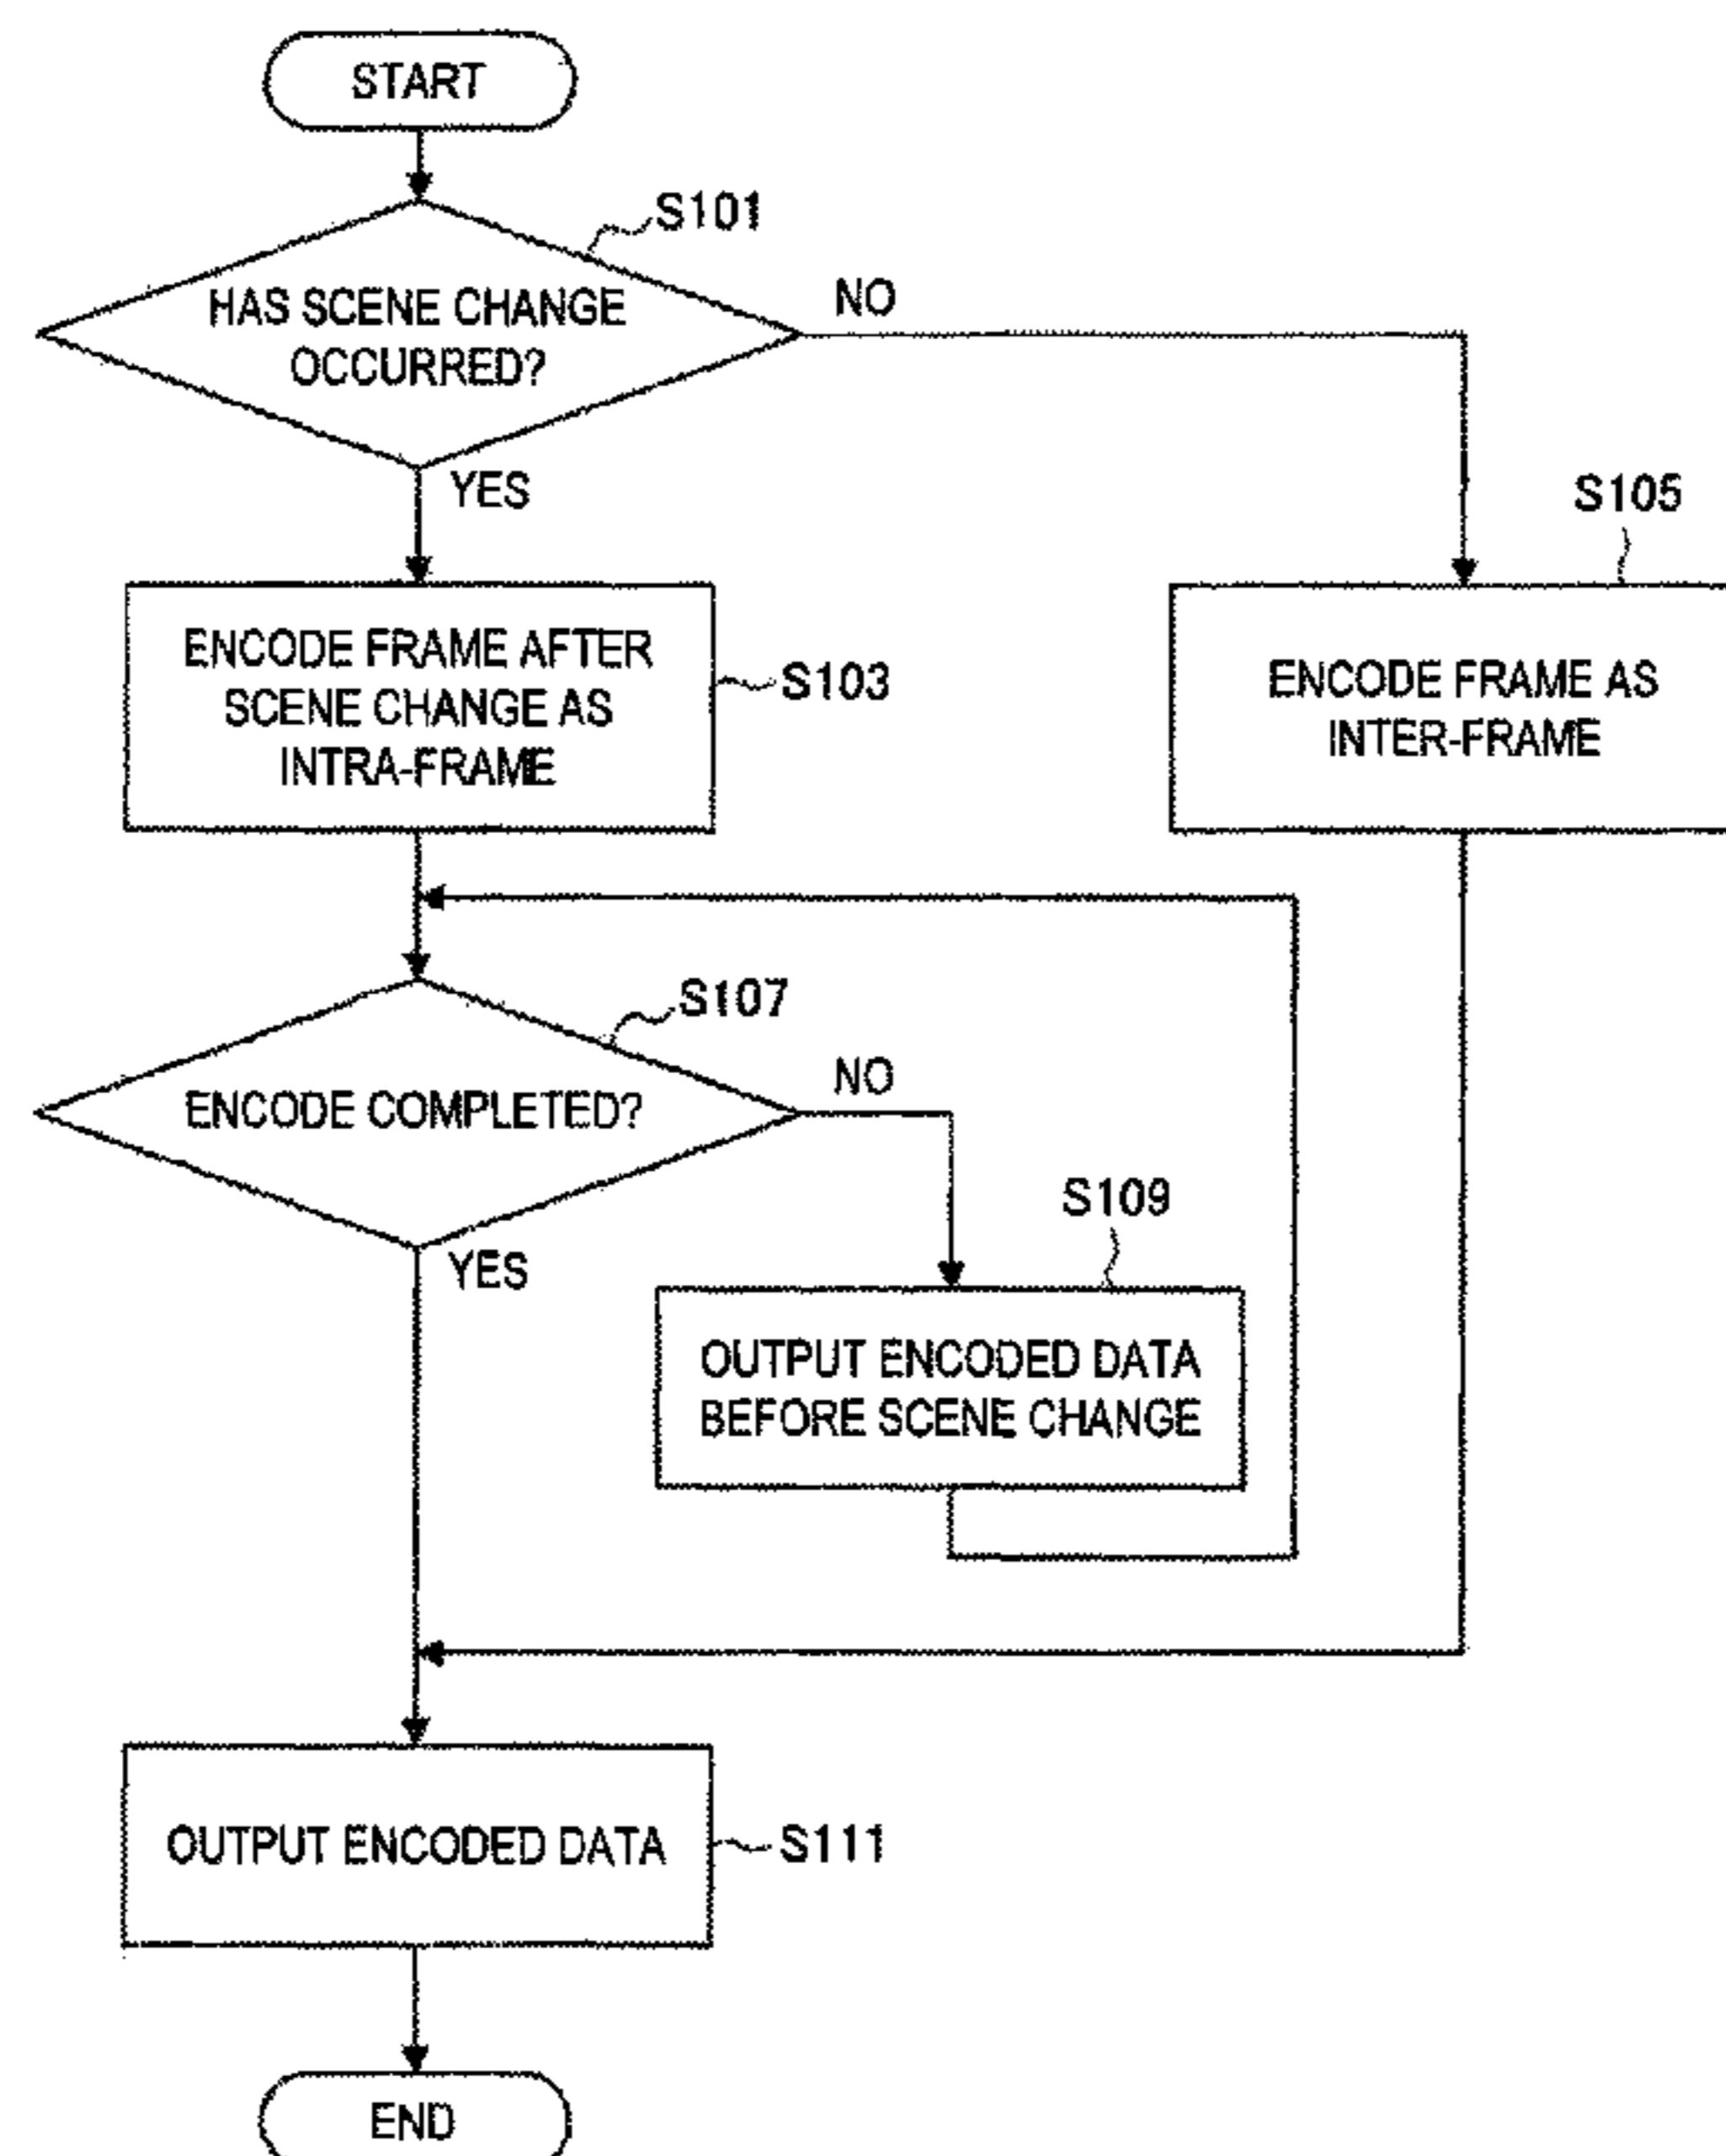 START
S101
HAS SCENE CHANGE
OCCURRED?
NO
YES
S105
ENCODE FRAME AFTER
SCENE CHANGE AS
INTRA-FRAME
S103
ENCODE FRAME AS
INTER-FRAME
S107
ENCODE COMPLETED?
NO
YES
S109
OUTPUT ENCODED DATA
BEFORE SCENE CHANGE
OUTPUT ENCODED DATA
S111
END